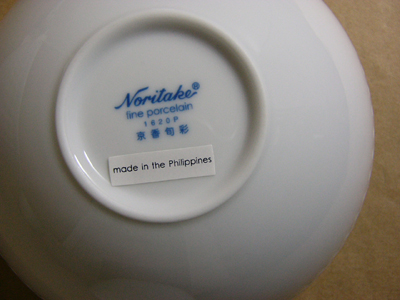 Noritake®
fine porcelain
1620P
京香旬彩
made in the Philippines